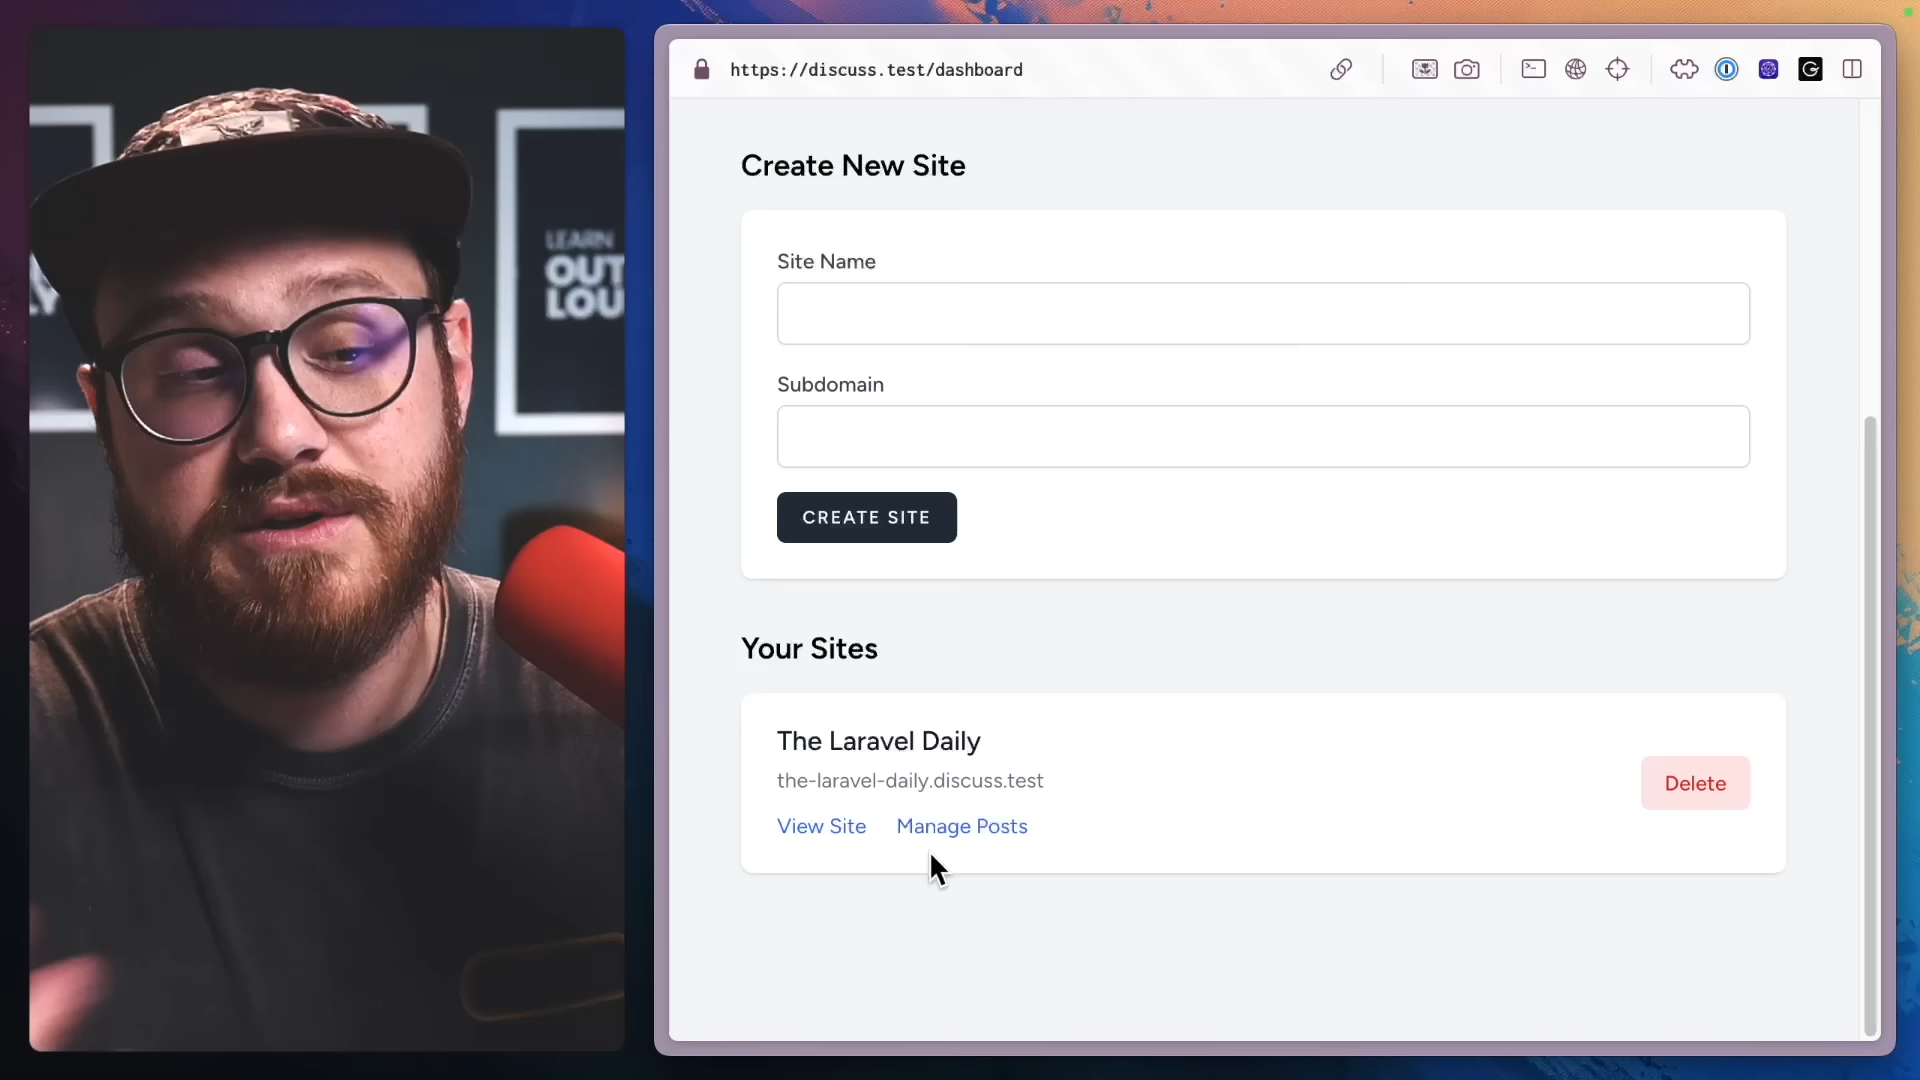 LEARN
OUT
LOU
https://discuss.test/dashboard
Create New Site
Site Name
Subdomain
CREATE SITE
Your Sites
The Laravel Daily
the-laravel-daily.discuss.test
View Site
Manage Posts
Delete